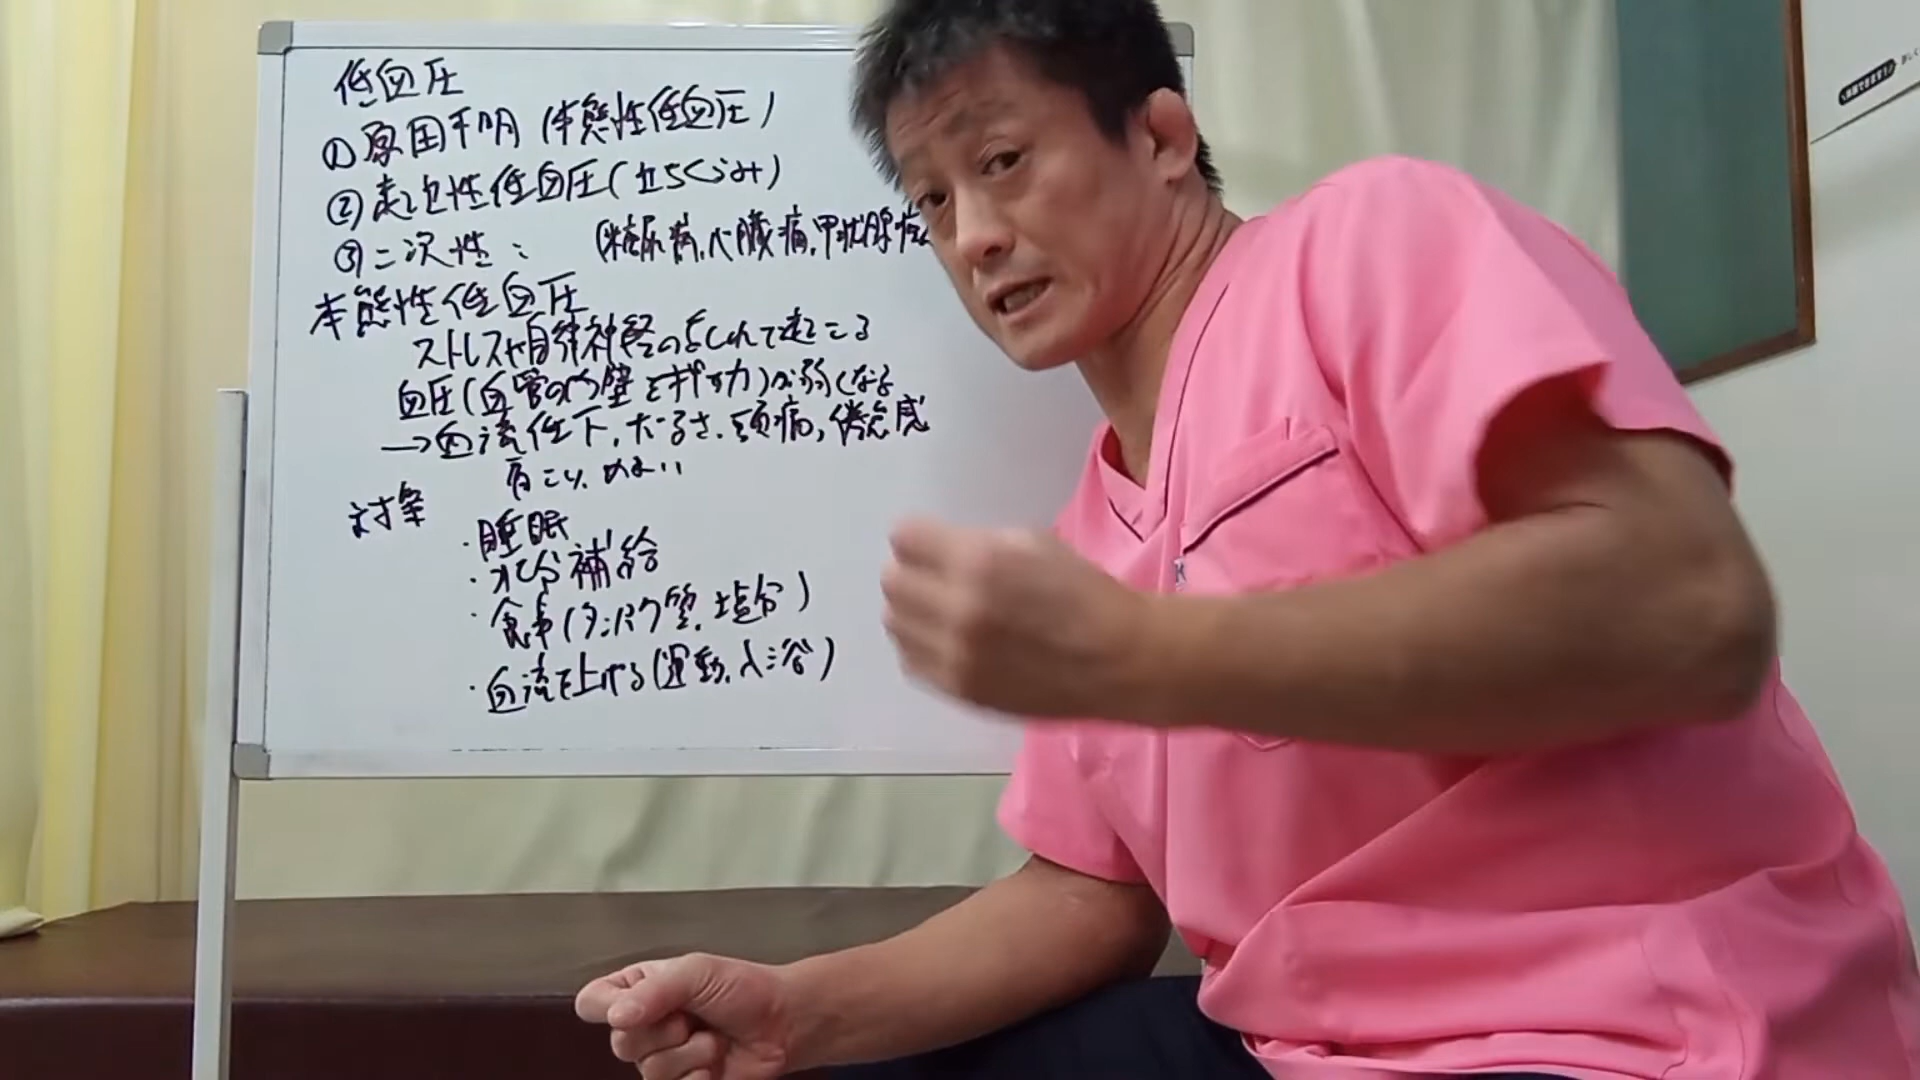 低血圧
①原因不明(本態性低血圧)
②起立性低血圧(立ちくらみ)
③二次性: (糖尿病、心臓病、甲状腺
本態性低血圧
ストレスや自律神経の乱れで起こる
血圧(血管の内壁を押す力)が弱くなる
→血流低下、だるさ、頭痛、倦怠感
肩こり、めまい
対策
・睡眠
・水分補給
・食事(タンパク質、塩分)
・血流を上げる(運動、入浴)